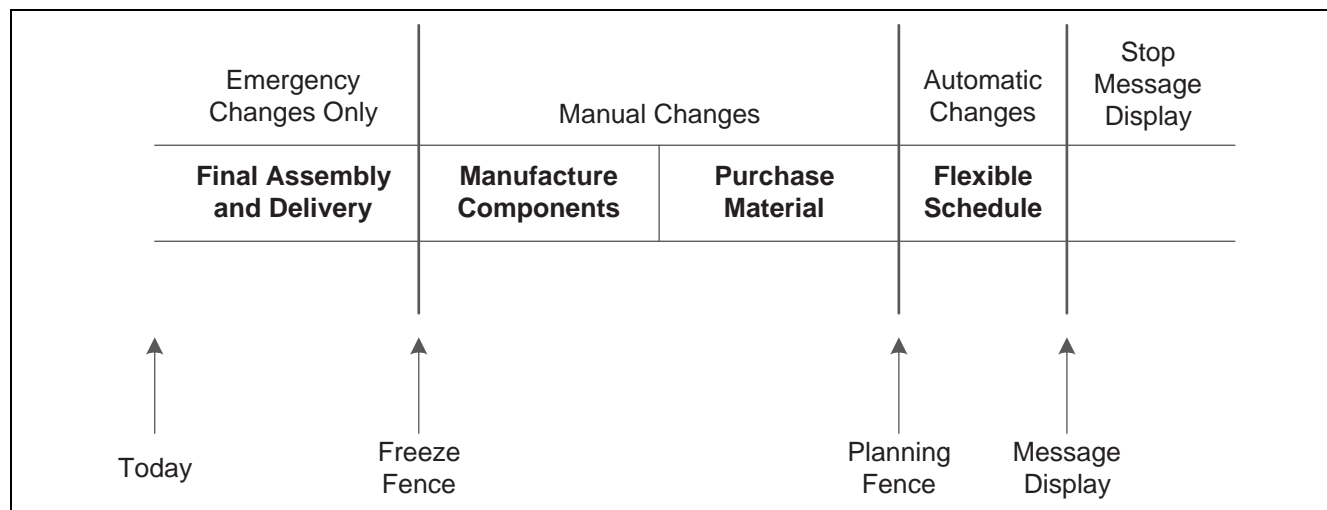 Emergency
Changes Only
Manual Changes
Automatic
Changes
Stop
Message
Display
Final Assembly
and Delivery
Manufacture
Components
Purchase
Material
Flexible
Schedule
Today
Freeze
Fence
Planning
Fence
Message
Display